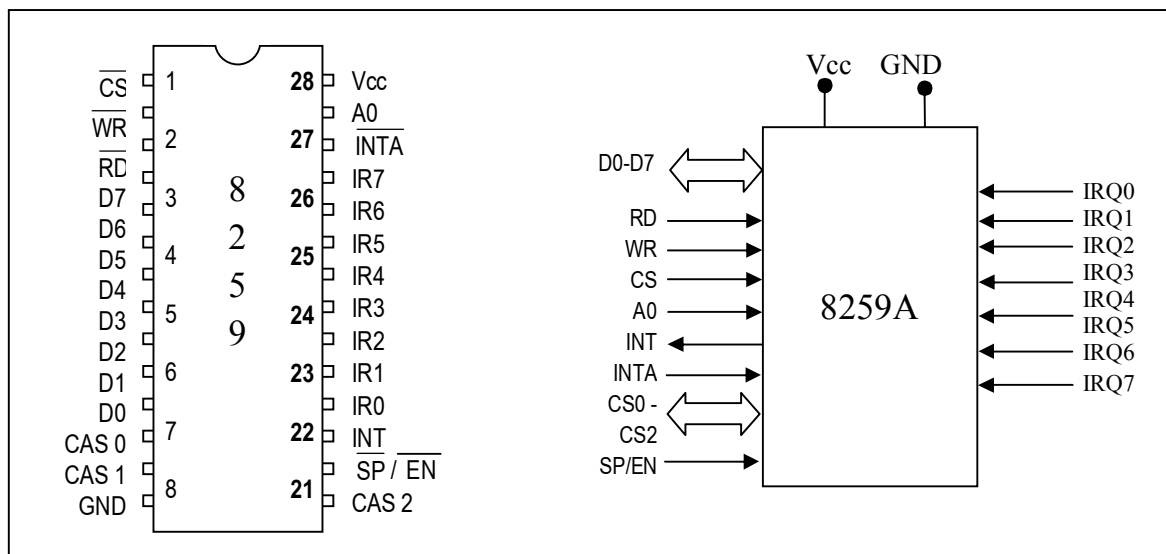 CS
WR
RD
D7
D6
D5
D4
D3
D2
D1
D0
CAS 0
CAS 1
GND
1
2
3
4
5
6
7
8
8
2
5
9
28
27
26
25
24
23
22
21
Vcc
A0
INTA
IR7
IR6
IR5
IR4
IR3
IR2
IR1
IR0
INT
SP / EN
CAS 2
Vcc GND
D0-D7
RD
WR
CS
A0
INT
INTA
CS0 -
CS2
SP/EN
8259A
IRQ0
IRQ1
IRQ2
IRQ3
IRQ4
IRQ5
IRQ6
IRQ7